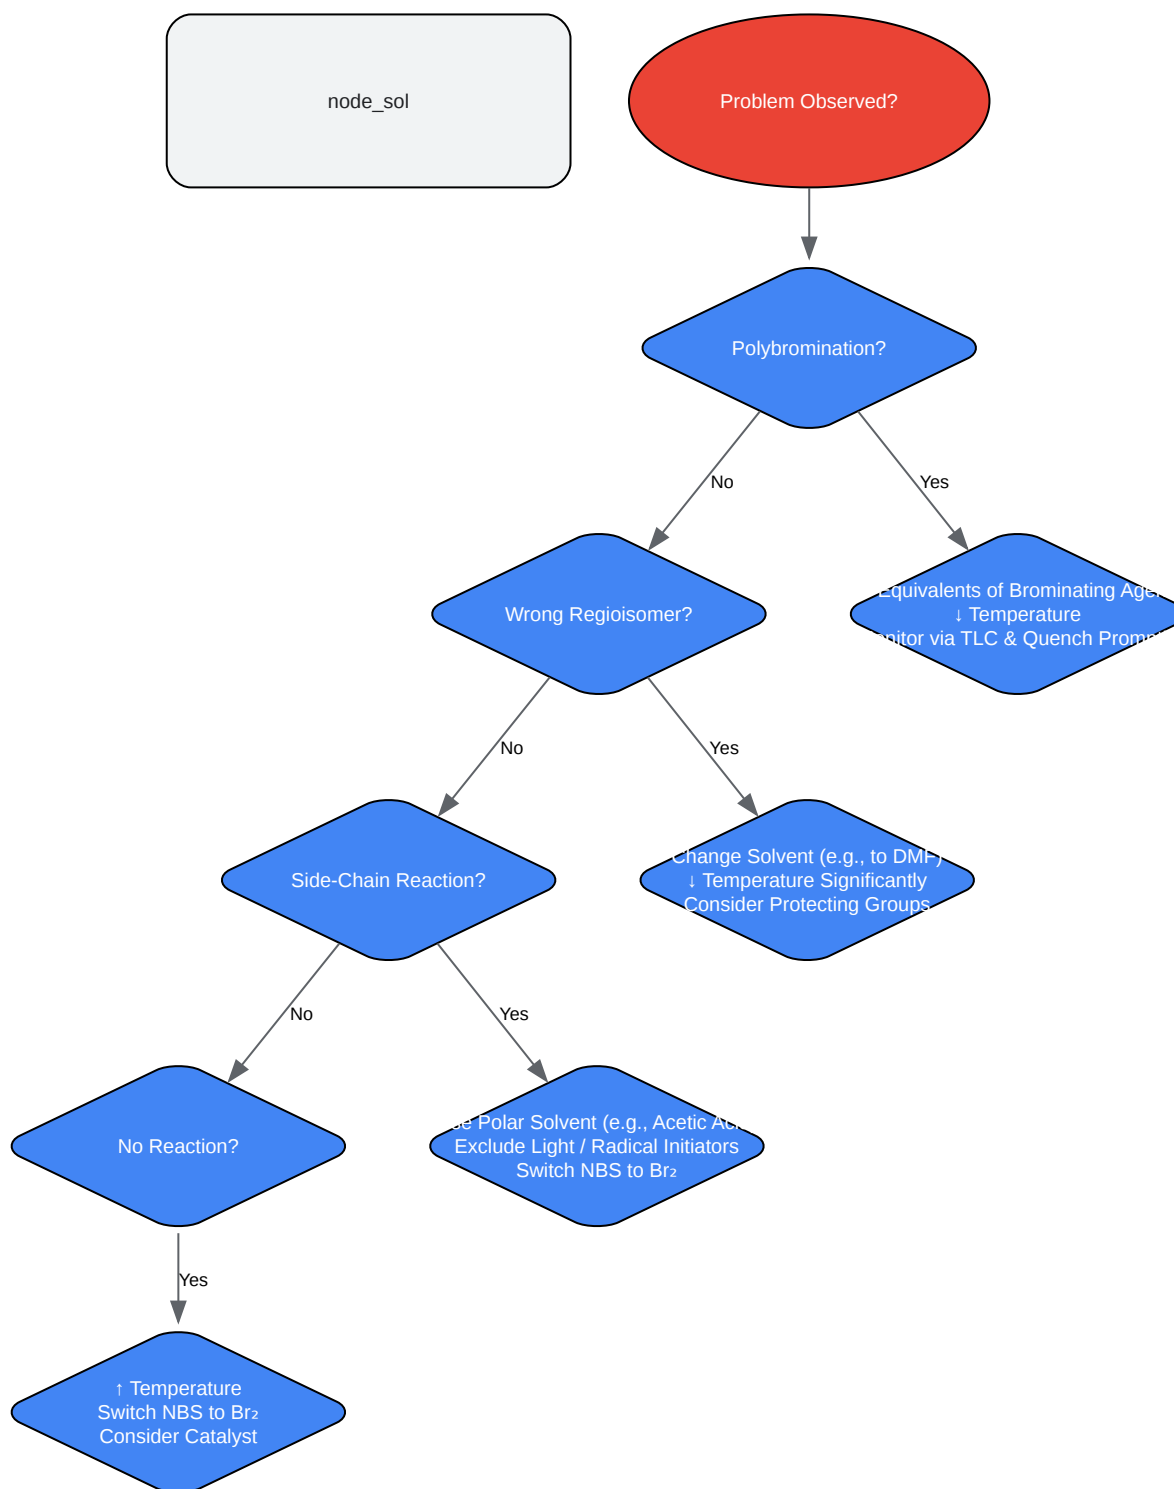 node_sol
Problem Observed?
Polybromination?
No
Yes
Wrong Regioisomer?
Equivalents of Brominating
↓ Temperature
via TLC & Quench
No
Yes
Side-Chain Reaction?
Change Solvent (e.g., to DMF)
↓ Temperature Significantly
Consider Protecting Groups
No
Yes
No Reaction?
Polar Solvent (e.g., Acetic
Exclude Light / Radical Initiators
Switch NBS to Br₂
Yes
↑ Temperature
Switch NBS to Br₂
Consider Catalyst